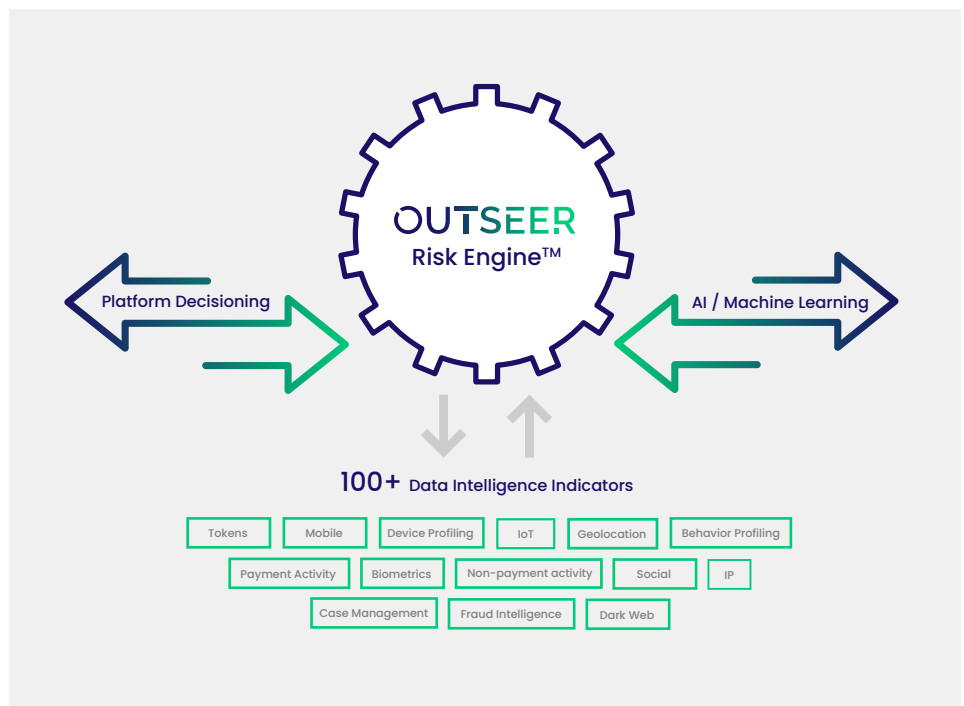 OUTSEER
Risk Engine™
Platform Decisioning
AI / Machine Learning
100+ Data Intelligence Indicators
Tokens
Mobile
Device Profiling
IoT
Geolocation
Behavior Profiling
Payment Activity
Biometrics
Non-payment activity
Social
IP
Case Management
Fraud Intelligence
Dark Web